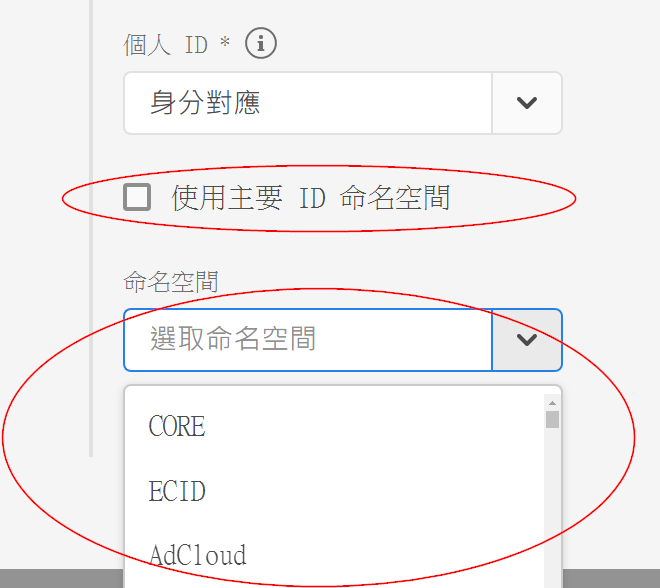 個人 ID *
身分對應
使用主要 ID 命名空間
命名空間
選取命名空間
CORE
ECID
AdCloud